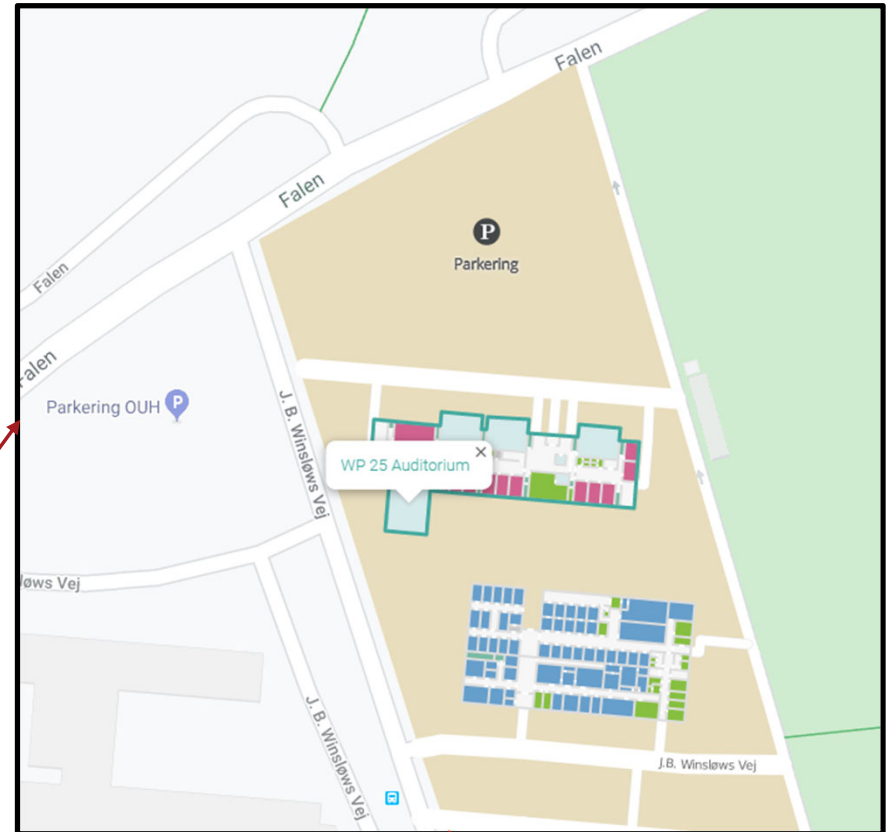 Falen
Falen
P
Parkering
Falen
Falen
Parkering OUH P
J. B. Winsløws Vej
WP 25 Auditorium ×
løws Vej
J. B. Winsløws Vej
J.B. Winsløws Vej